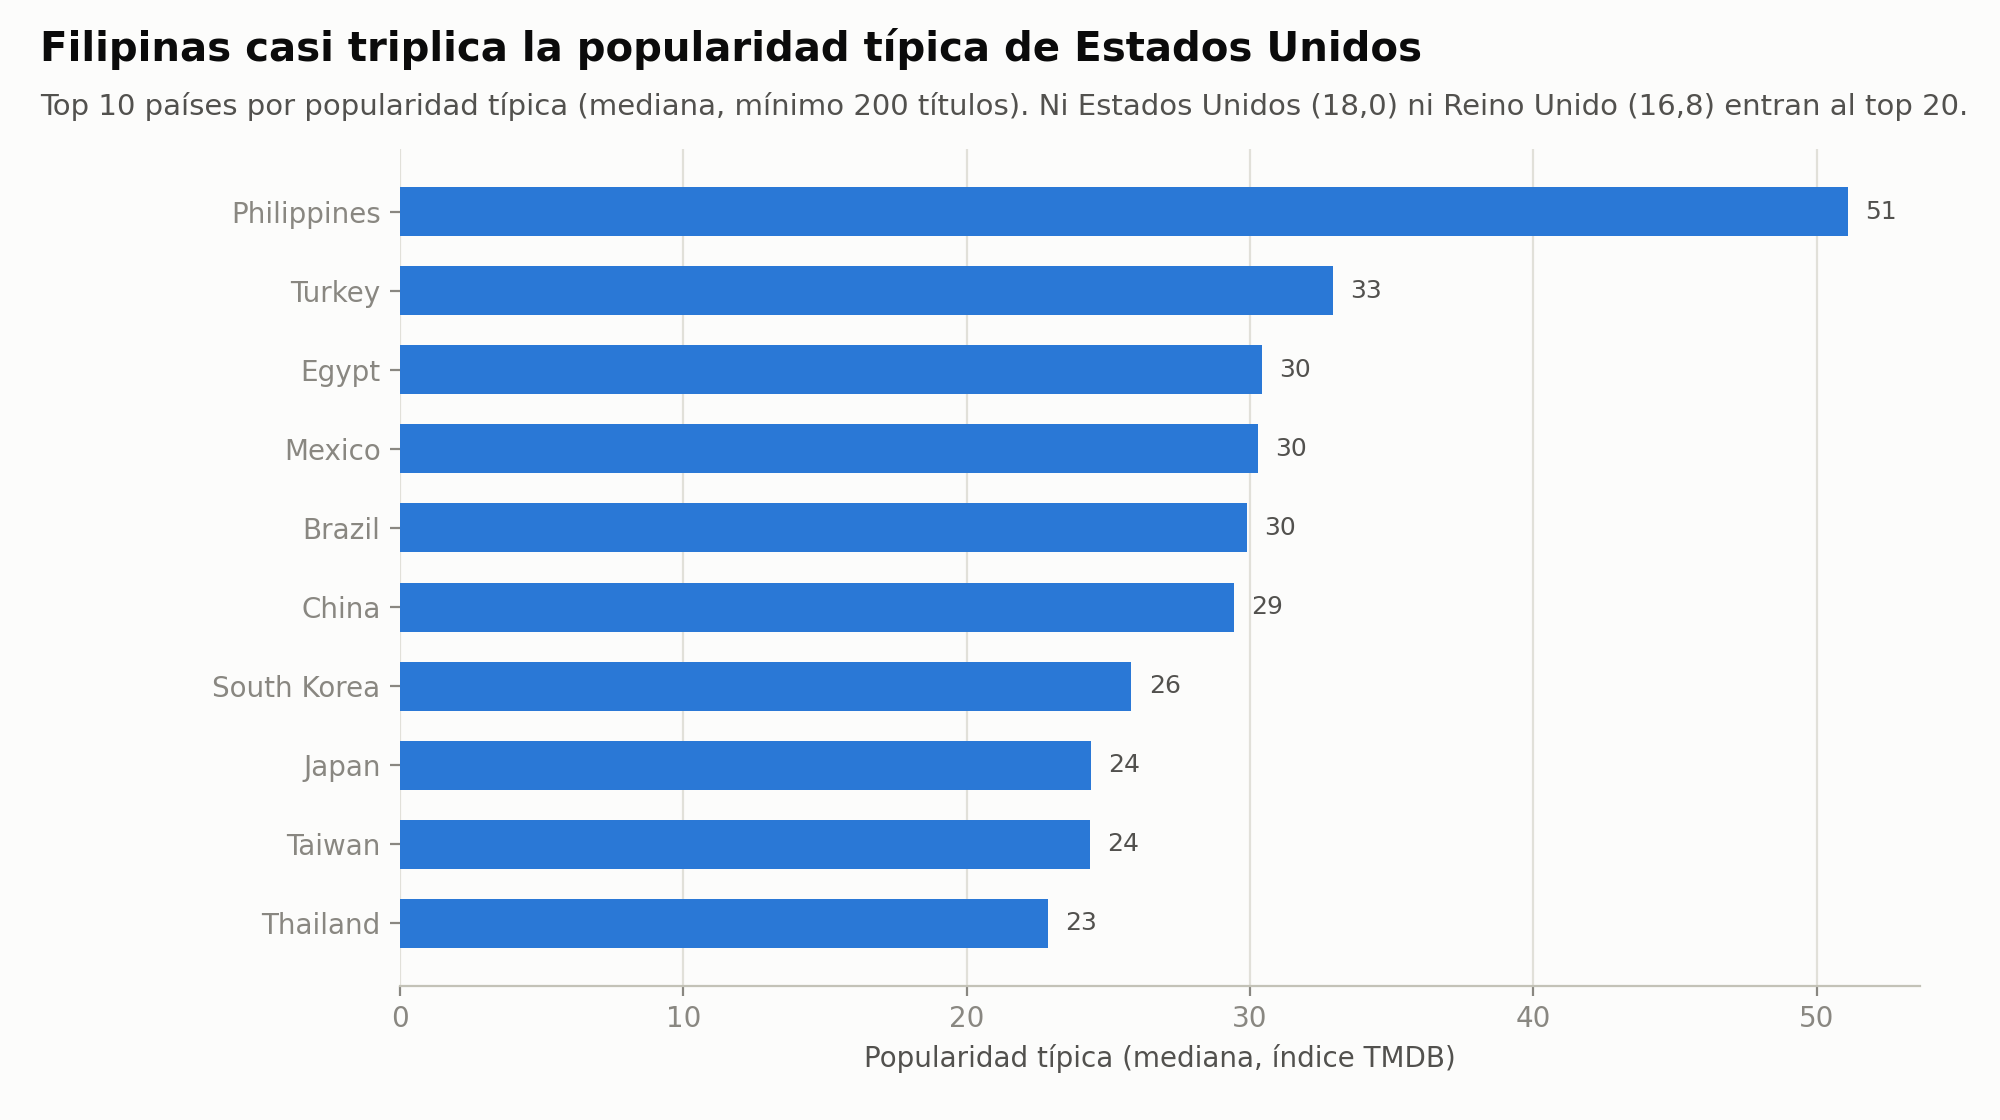 Filipinas casi triplica la popularidad típica de Estados Unidos
Top 10 países por popularidad típica (mediana, mínimo 200 títulos). Ni Estados Unidos (18,0) ni Reino Unido (16,8) entran al top 20.
Philippines 51
Turkey 33
Egypt 30
Mexico 30
Brazil 30
China 29
South Korea 26
Japan 24
Taiwan 24
Thailand 23
0 10 20 30 40 50
Popularidad típica (mediana, índice TMDB)